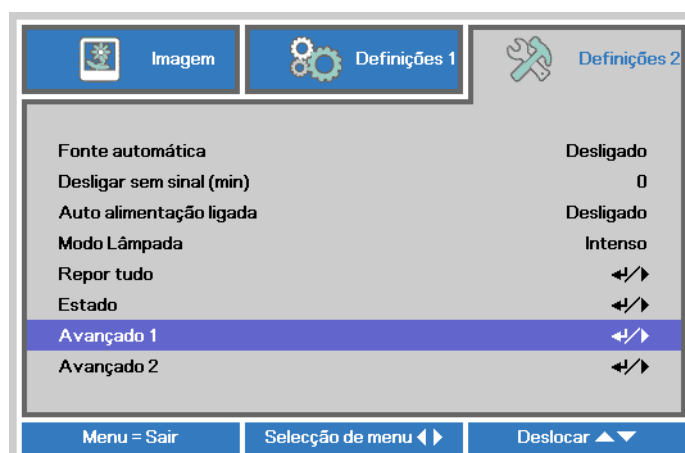 Imagem Definições 1 Definições 2
Fonte automática Desligado
Desligar sem sinal (min) 0
Auto alimentação ligada Desligado
Modo Lâmpada Intenso
Repor tudo ↵/▶
Estado ↵/▶
Avançado 1 ↵/▶
Avançado 2 ↵/▶
Menu = Sair Selecção de menu ◀▶ Deslocar ▲▼